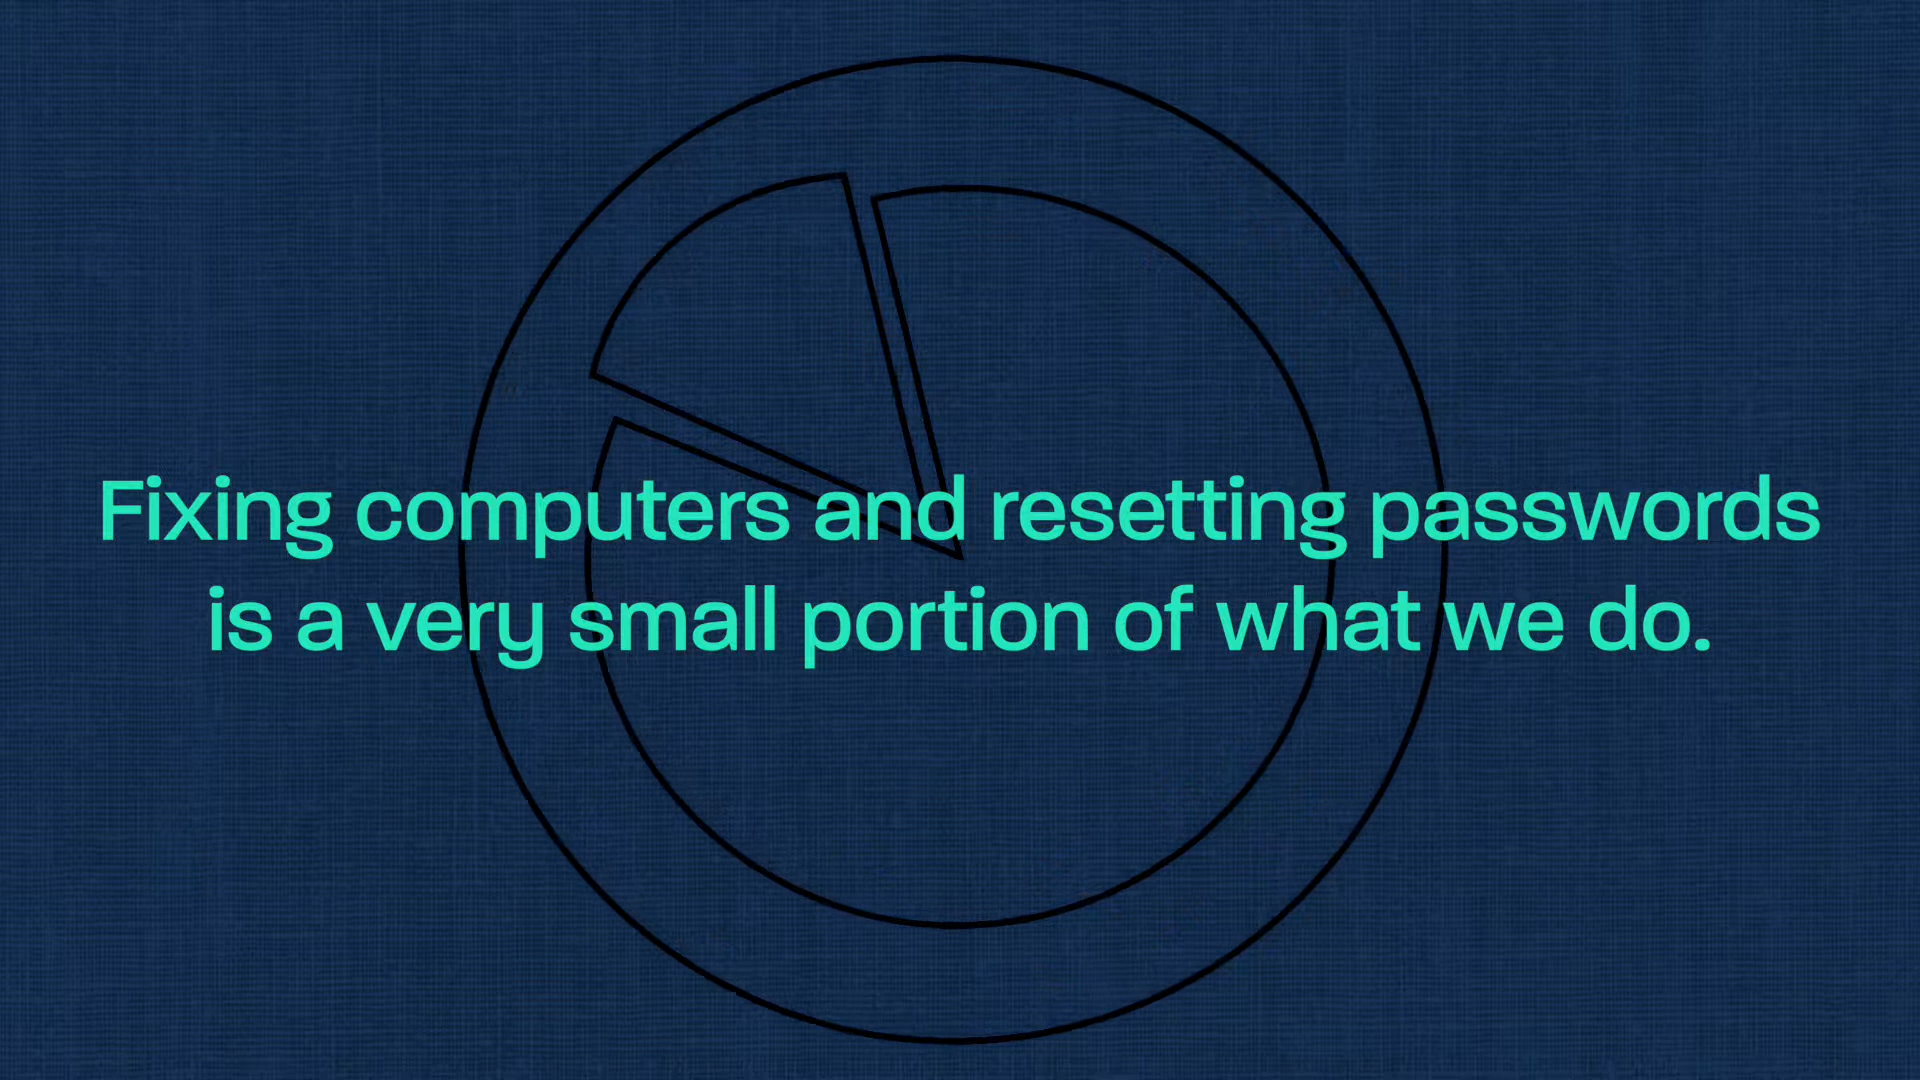 Fixing computers and resetting passwords
is a very small portion of what we do.